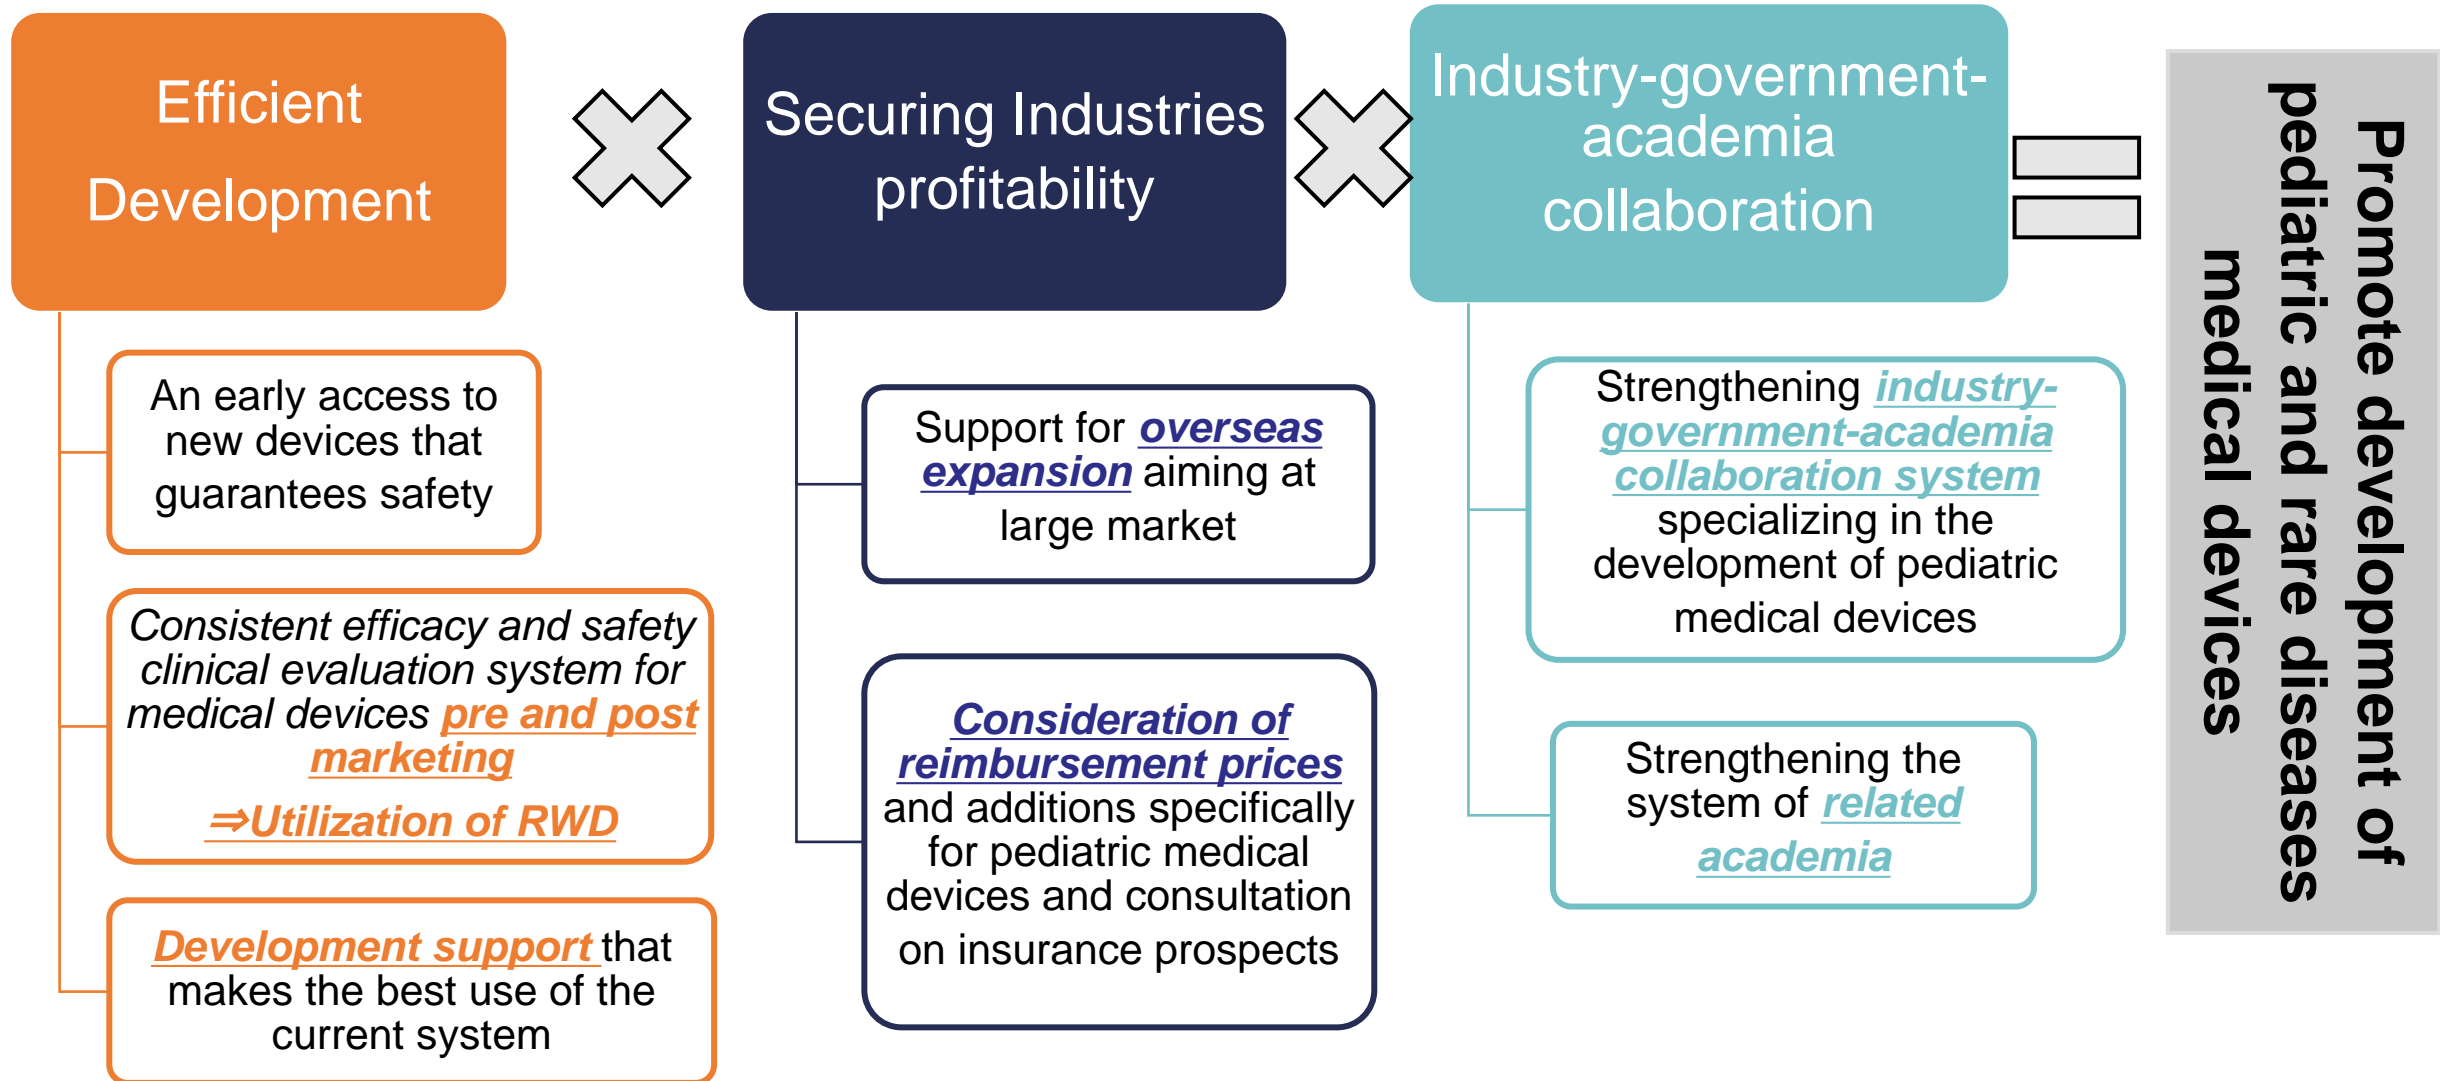 Efficient
Development
An early access to
new devices that
guarantees safety
Consistent efficacy and safety
clinical evaluation system for
medical devices pre and post
marketing
⇒Utilization of RWD
Development support that
makes the best use of the
current system
Securing Industries
profitability
Support for overseas
expansion aiming at
large market
Consideration of
reimbursement prices
and additions specifically
for pediatric medical
devices and consultation
on insurance prospects
Industry-government-
academia
collaboration
Strengthening industry-
government-academia
collaboration system
specializing in the
development of pediatric
medical devices
Strengthening the
system of related
academia
Promote development of
pediatric and rare diseases
medical devices